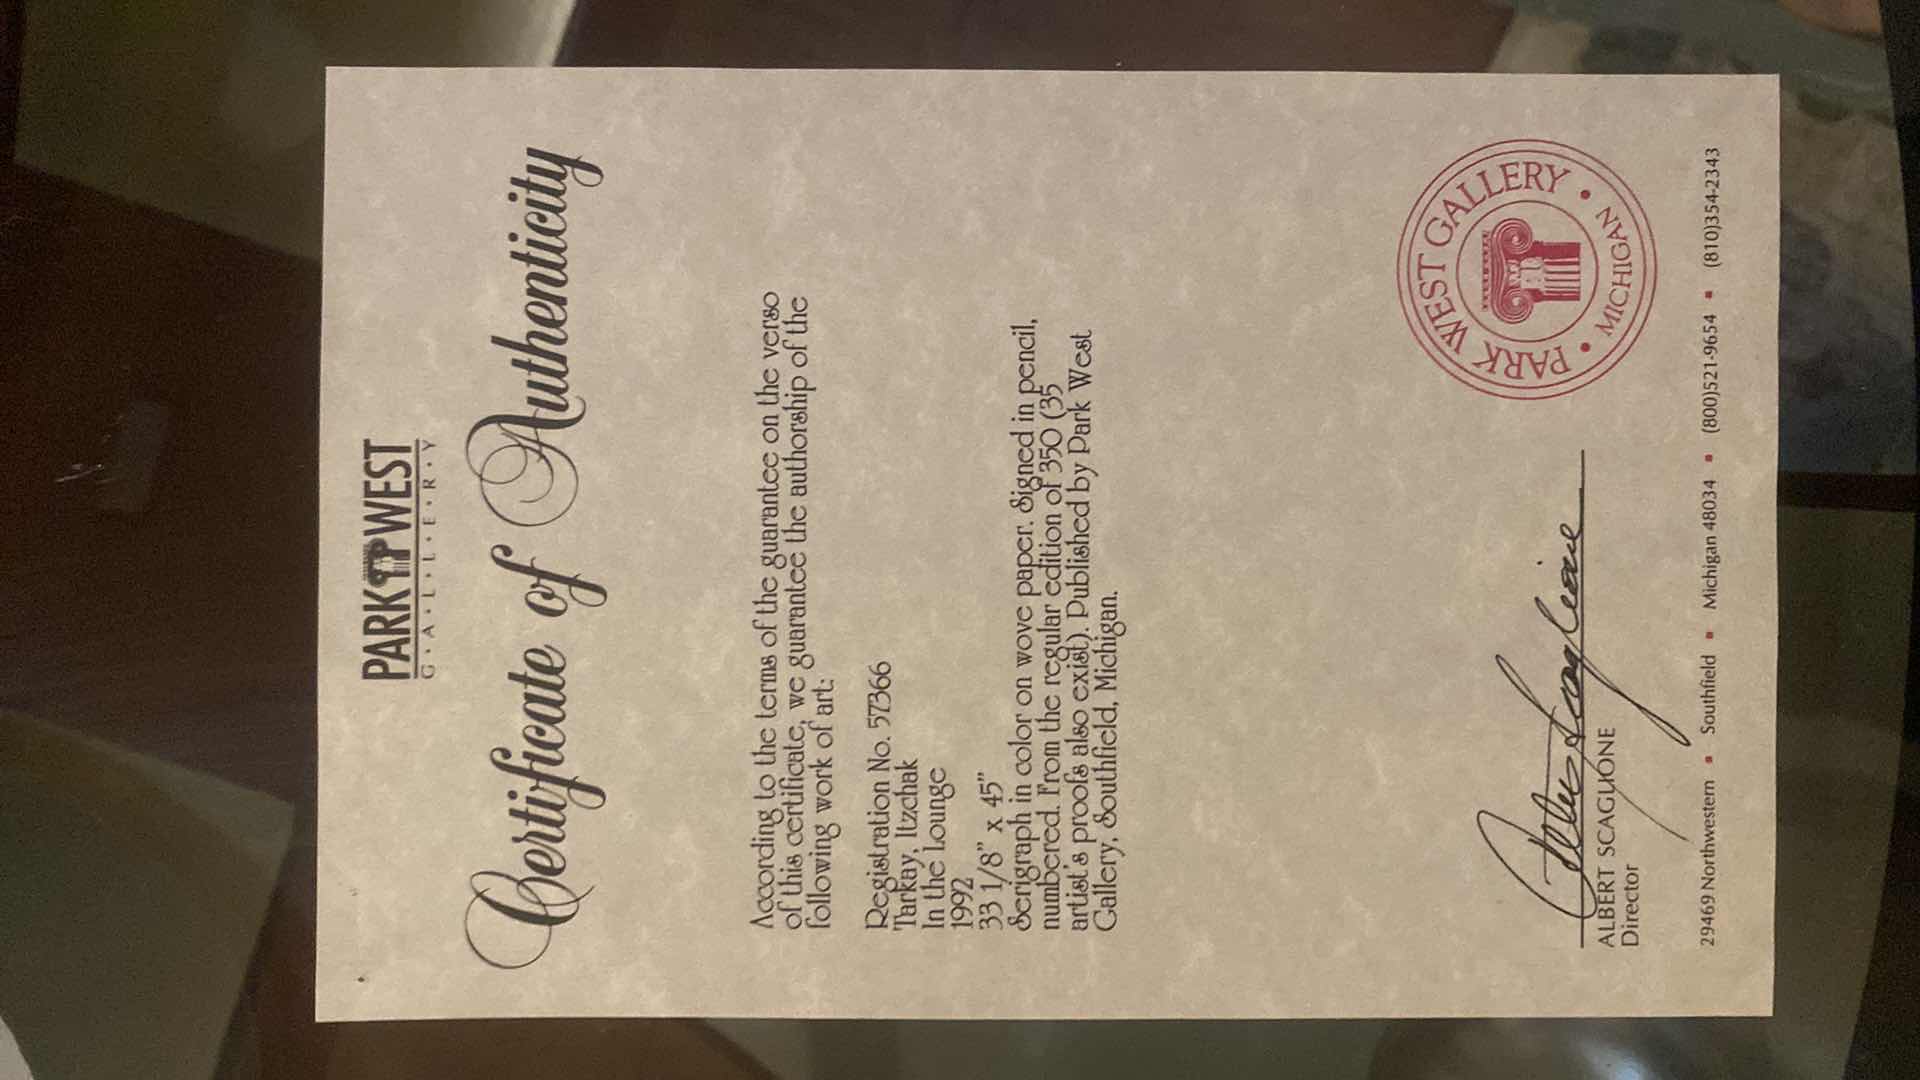 PARK WEST
G·A·L·L·E·R·Y
Certificate of Authenticity
According to the terms of the guarantee on the verso
of this certificate, we guarantee the authorship of the
following work of art:
Registration No. 57366
Tarkay, Itzchak
In the Lounge
1992
33 1/8" x 45"
Serigraph in color on wove paper. Signed in pencil,
numbered. From the regular edition of 350 (35
artist's proofs also exist). Published by Park West
Gallery, Southfield, Michigan.
Albert Scaglione
ALBERT SCAGLIONE
Director
PARK WEST GALLERY • MICHIGAN •
29469 Northwestern ▪ Southfield ▪ Michigan 48034 ▪ (800)521-9654 ▪ (810)354-2343